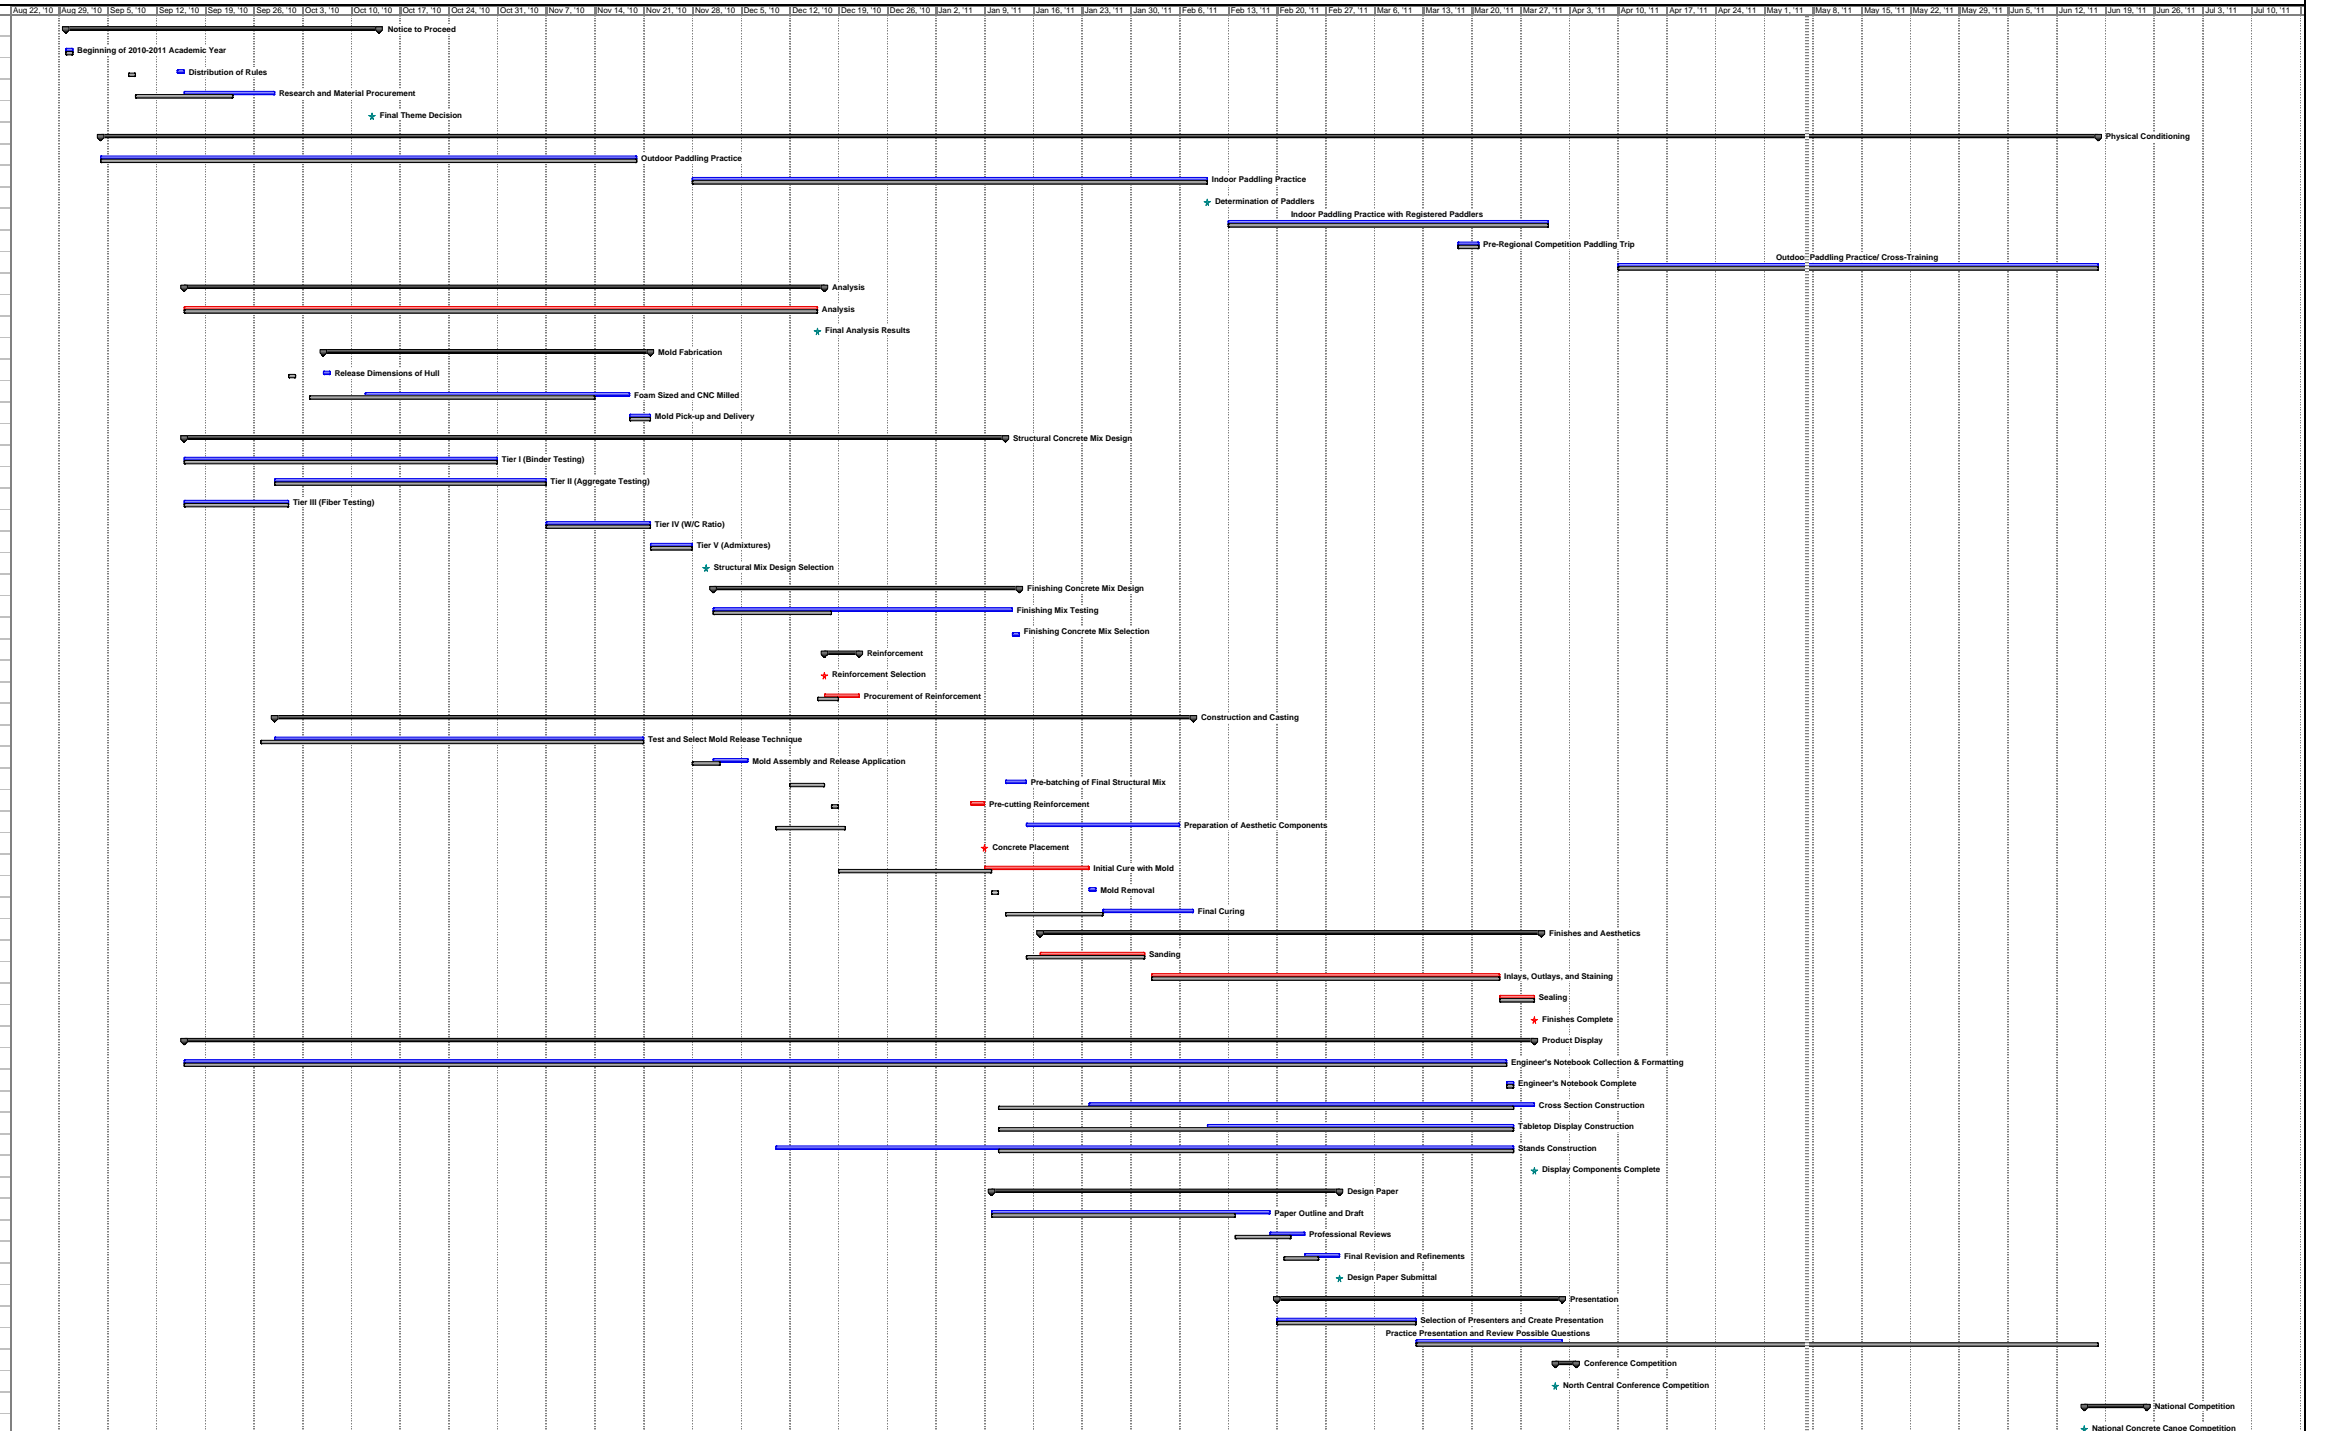 Aug 22, '10 Aug 29, '10 Sep 5, '10 Sep 12, '10 Sep 19, '10 Sep 26, '10 Oct 3, '10 Oct 10, '10 Oct 17, '10 Oct 24, '10 Oct 31, '10 Nov 7, '10 Nov 14, '10 Nov 21, '10 Nov 28, '10 Dec 5, '10 Dec 12, '10 Dec 19, '10 Dec 26, '10 Jan 2, '11 Jan 9, '11 Jan 16, '11 Jan 23, '11 Jan 30, '11 Feb 6, '11 Feb 13, '11 Feb 20, '11 Feb 27, '11 Mar 6, '11 Mar 13, '11 Mar 20, '11 Mar 27, '11 Apr 3, '11 Apr 10, '11 Apr 17, '11 Apr 24, '11 May 1, '11 May 8, '11 May 15, '11 May 22, '11 May 29, '11 Jun 5, '11 Jun 12, '11 Jun 19, '11 Jun 26, '11 Jul 3, '11 Jul 10, '11
Notice to Proceed
Beginning of 2010-2011 Academic Year
Distribution of Rules
Research and Material Procurement
Final Theme Decision
Physical Conditioning
Outdoor Paddling Practice
Indoor Paddling Practice
Determination of Paddlers
Indoor Paddling Practice with Registered Paddlers
Pre-Regional Competition Paddling Trip
Outdoor Paddling Practice/ Cross-Training
Analysis
Analysis
Final Analysis Results
Mold Fabrication
Release Dimensions of Hull
Foam Sized and CNC Milled
Mold Pick-up and Delivery
Structural Concrete Mix Design
Tier I (Binder Testing)
Tier II (Aggregate Testing)
Tier III (Fiber Testing)
Tier IV (W/C Ratio)
Tier V (Admixtures)
Structural Mix Design Selection
Finishing Concrete Mix Design
Finishing Mix Testing
Finishing Concrete Mix Selection
Reinforcement
Reinforcement Selection
Procurement of Reinforcement
Construction and Casting
Test and Select Mold Release Technique
Mold Assembly and Release Application
Pre-batching of Final Structural Mix
Pre-cutting Reinforcement
Preparation of Aesthetic Components
Concrete Placement
Initial Cure with Mold
Mold Removal
Final Curing
Finishes and Aesthetics
Sanding
Inlays, Outlays, and Staining
Sealing
Finishes Complete
Product Display
Engineer's Notebook Collection & Formatting
Engineer's Notebook Complete
Cross Section Construction
Tabletop Display Construction
Stands Construction
Display Components Complete
Design Paper
Paper Outline and Draft
Professional Reviews
Final Revision and Refinements
Design Paper Submittal
Presentation
Selection of Presenters and Create Presentation
Practice Presentation and Review Possible Questions
Conference Competition
North Central Conference Competition
National Competition
National Concrete Canoe Competition